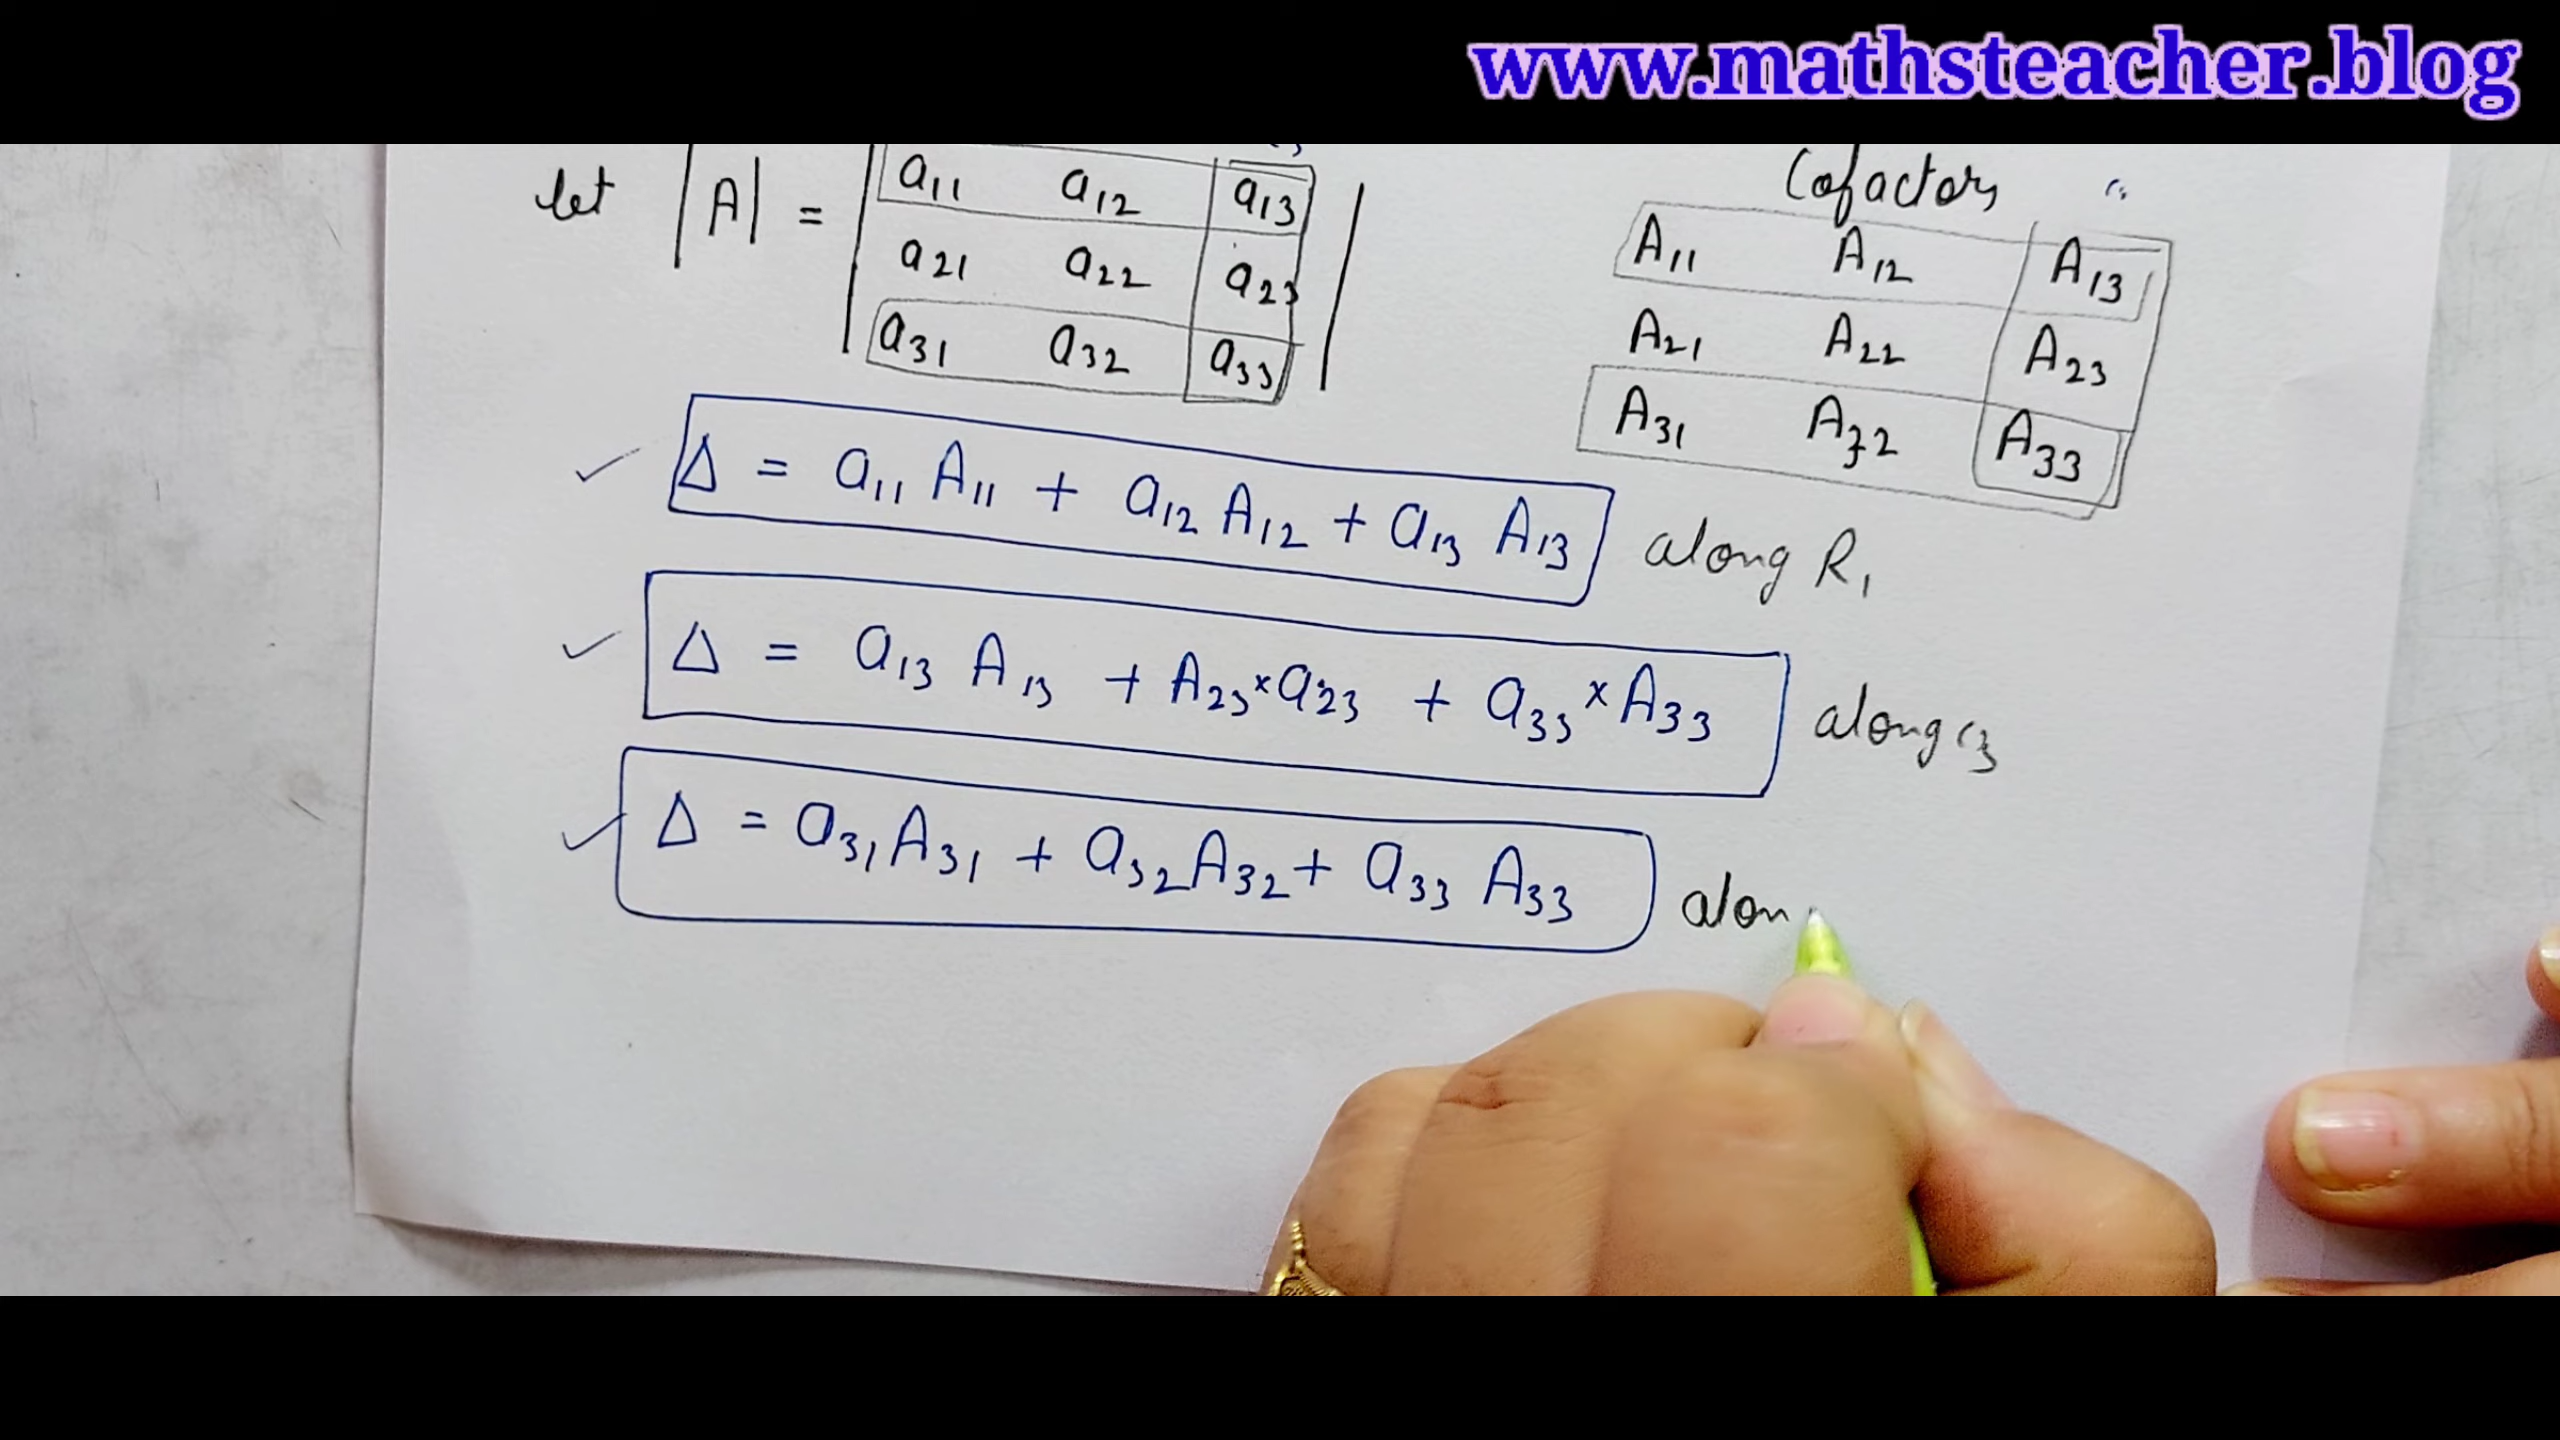 www.mathsteacher.blog
let |A| = | a11 a12 a13 |
a21 a22 a23
a31 a32 a33
Cofactors
A11 A12 A13
A21 A22 A23
A31 A32 A33
Δ = a11 A11 + a12 A12 + a13 A13 along R1
Δ = a13 A13 + A23 × a23 + a33 × A33 along C3
Δ = a31 A31 + a32 A32 + a33 A33 alon